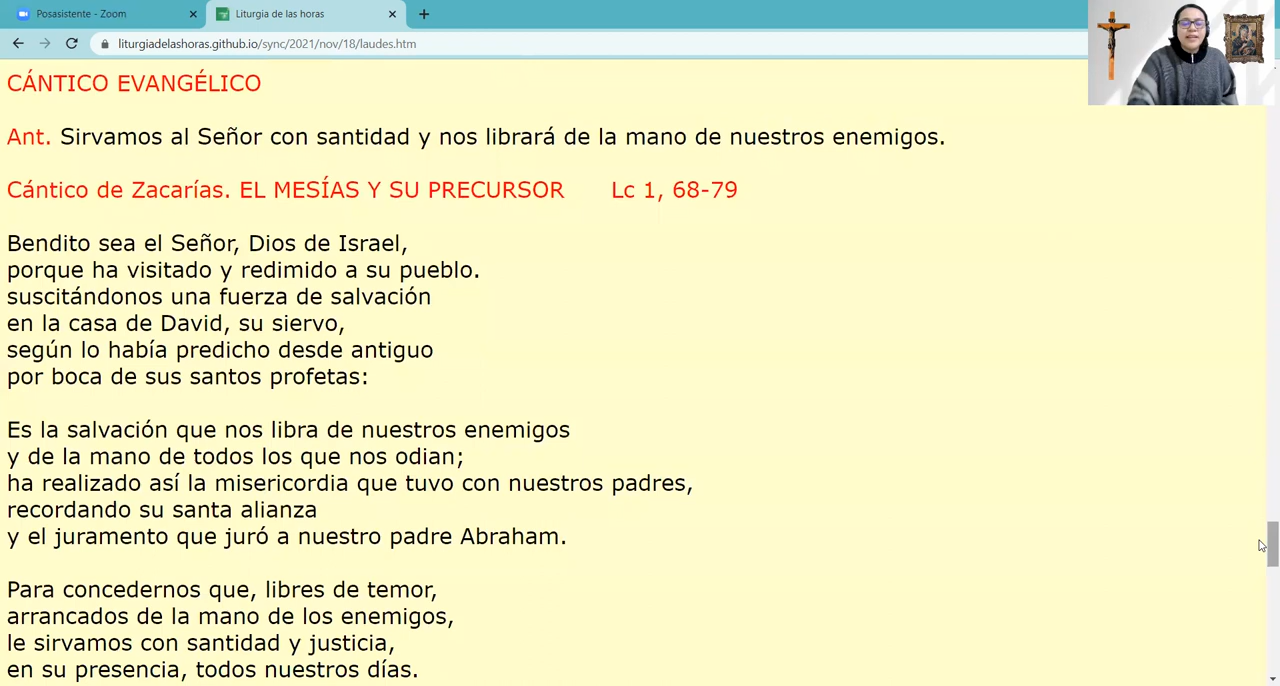 Posasistente - Zoom
Liturgia de las horas
liturgiadelashoras.github.io/sync/2021/nov/18/laudes.htm
CÁNTICO EVANGÉLICO
Ant. Sirvamos al Señor con santidad y nos librará de la mano de nuestros enemigos.
Cántico de Zacarías. EL MESÍAS Y SU PRECURSOR Lc 1, 68-79
Bendito sea el Señor, Dios de Israel,
porque ha visitado y redimido a su pueblo.
suscitándonos una fuerza de salvación
en la casa de David, su siervo,
según lo había predicho desde antiguo
por boca de sus santos profetas:
Es la salvación que nos libra de nuestros enemigos
y de la mano de todos los que nos odian;
ha realizado así la misericordia que tuvo con nuestros padres,
recordando su santa alianza
y el juramento que juró a nuestro padre Abraham.
Para concedernos que, libres de temor,
arrancados de la mano de los enemigos,
le sirvamos con santidad y justicia,
en su presencia, todos nuestros días.